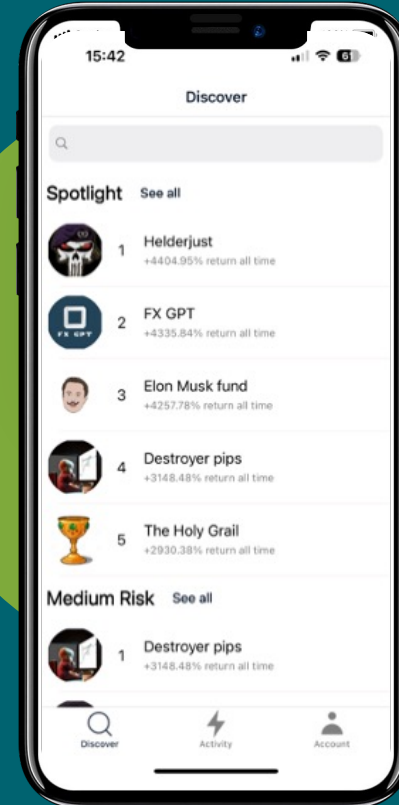 15:42
61
Discover
Spotlight See all
1 Helderjust
+4404.95% return all time
FX GPT
2 FX GPT
+4335.84% return all time
3 Elon Musk fund
+4257.78% return all time
4 Destroyer pips
+3148.48% return all time
5 The Holy Grail
+2930.38% return all time
Medium Risk See all
1 Destroyer pips
+3148.48% return all time
Discover Activity Account